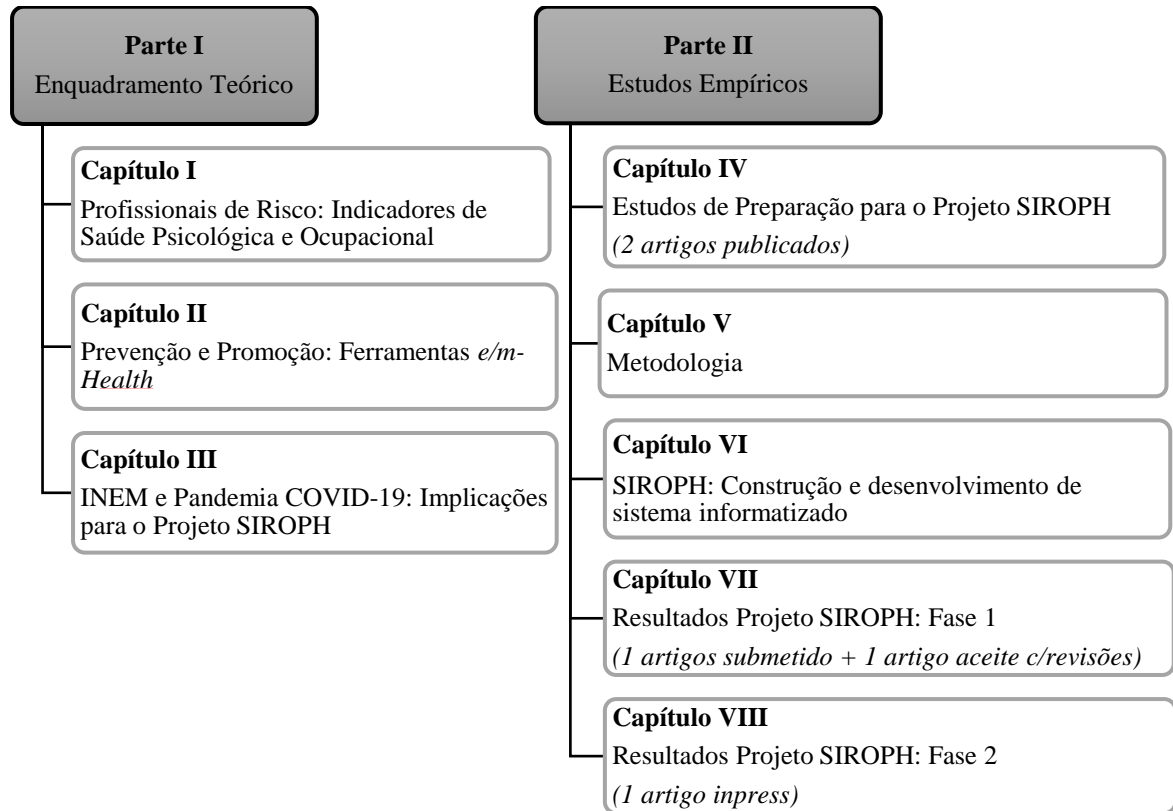 Parte I
Enquadramento Teórico
Capítulo I
Profissionais de Risco: Indicadores de
Saúde Psicológica e Ocupacional
Capítulo II
Prevenção e Promoção: Ferramentas e/m-
Health
Capítulo III
INEM e Pandemia COVID-19: Implicações
para o Projeto SIROPH
Parte II
Estudos Empíricos
Capítulo IV
Estudos de Preparação para o Projeto SIROPH
(2 artigos publicados)
Capítulo V
Metodologia
Capítulo VI
SIROPH: Construção e desenvolvimento de
sistema informatizado
Capítulo VII
Resultados Projeto SIROPH: Fase 1
(1 artigos submetido + 1 artigo aceite c/revisões)
Capítulo VIII
Resultados Projeto SIROPH: Fase 2
(1 artigo inpress)